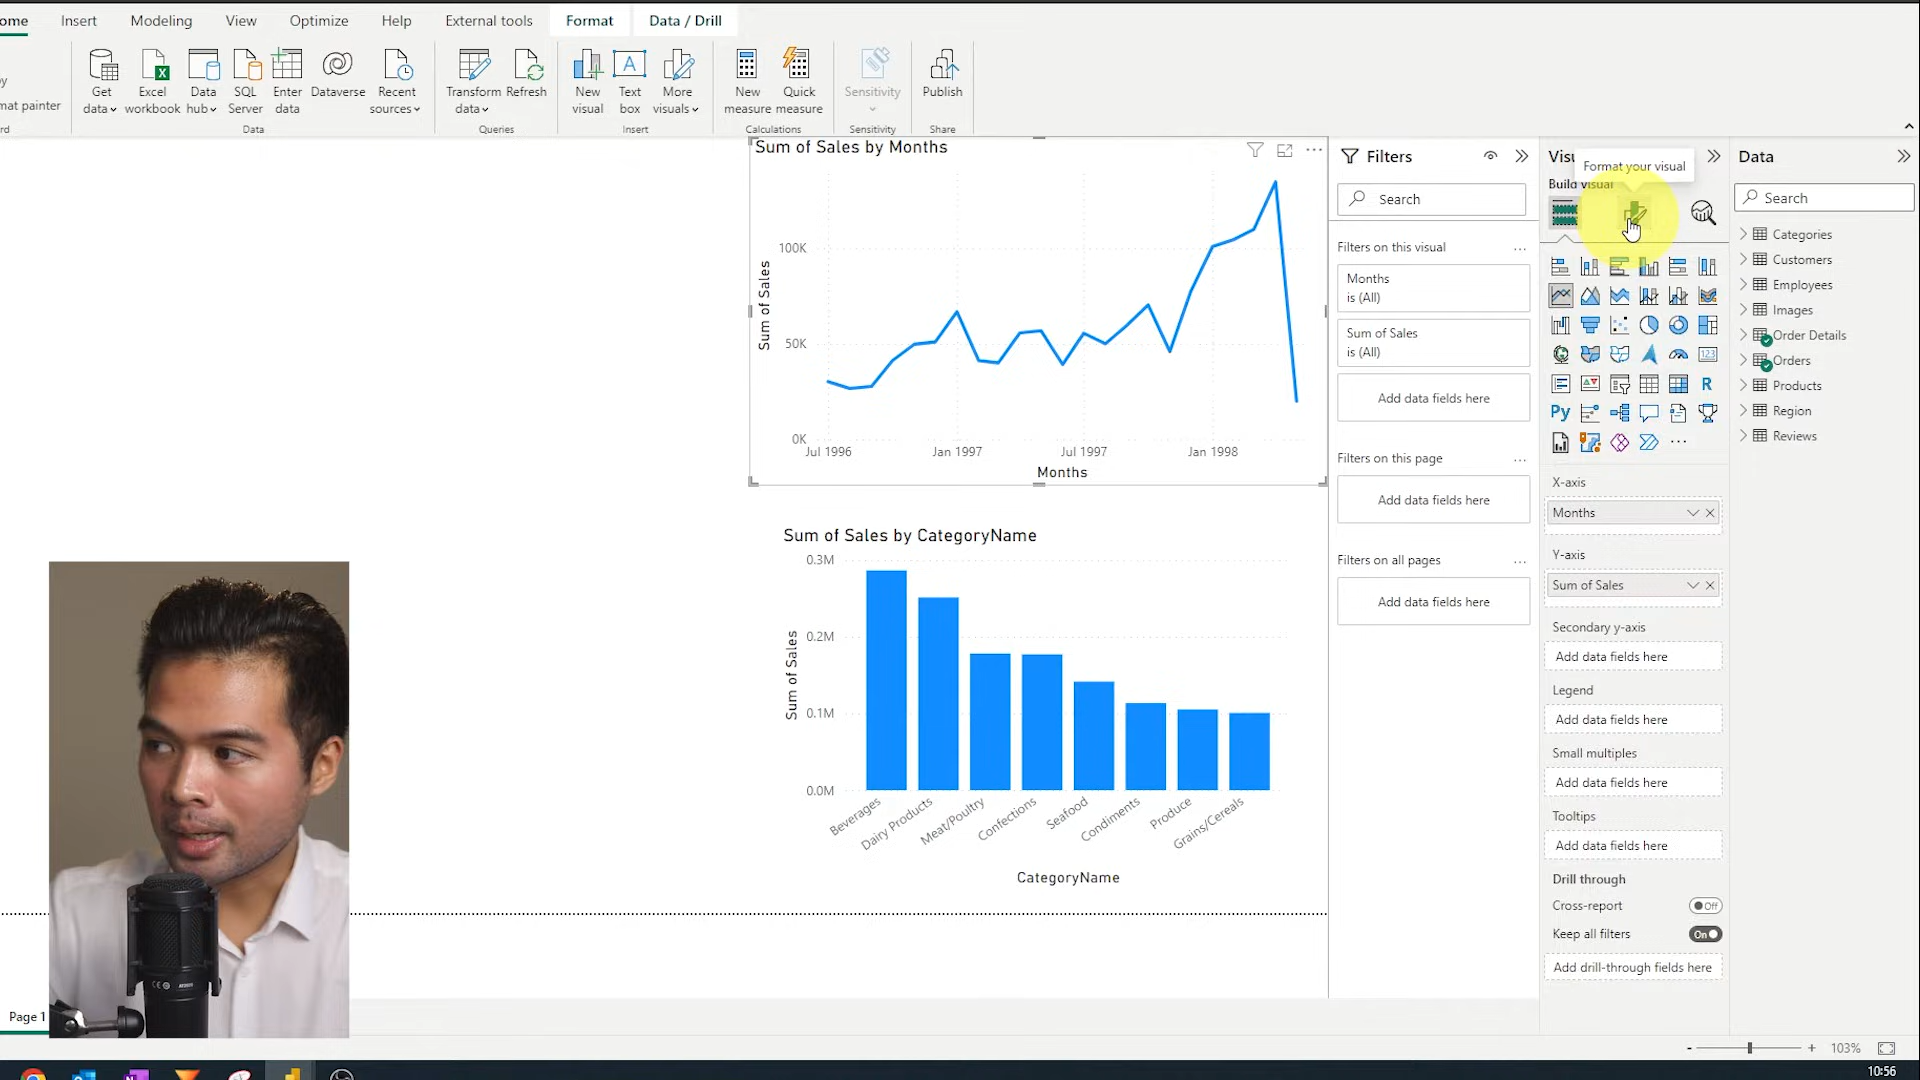 ome
Insert
Modeling
View
Optimize
Help
External tools
Format
Data / Drill
py
mat painter
rd
Get
data
Excel
workbook
Data
hub
SQL
Server
Enter
data
Dataverse
Recent
sources
Data
Transform
data
Refresh
Queries
New
visual
A
Text
box
More
visuals
Insert
New
measure
Quick
measure
Calculations
Sensitivity
Sensitivity
Publish
Share
Sum of Sales by Months
Sum of Sales
100K
50K
0K
Jul 1996
Jan 1997
Jul 1997
Jan 1998
Months
Sum of Sales by CategoryName
Sum of Sales
0.3M
0.2M
0.1M
0.0M
Beverages
Dairy Products
Meat/Poultry
Confections
Seafood
Condiments
Produce
Grains/Cereals
CategoryName
Filters
Search
Filters on this visual
...
Months
is (All)
Sum of Sales
is (All)
Add data fields here
Filters on this page
...
Add data fields here
Filters on all pages
...
Add data fields here
Format your visual
Build visual
123
R
Py
...
X-axis
Months
Y-axis
Sum of Sales
Secondary y-axis
Add data fields here
Legend
Add data fields here
Small multiples
Add data fields here
Tooltips
Add data fields here
Drill through
Cross-report
Off
Keep all filters
On
Add drill-through fields here
Data
Search
Categories
Customers
Employees
Images
Order Details
Orders
Products
Region
Reviews
Page 1
- + 103%
10:56